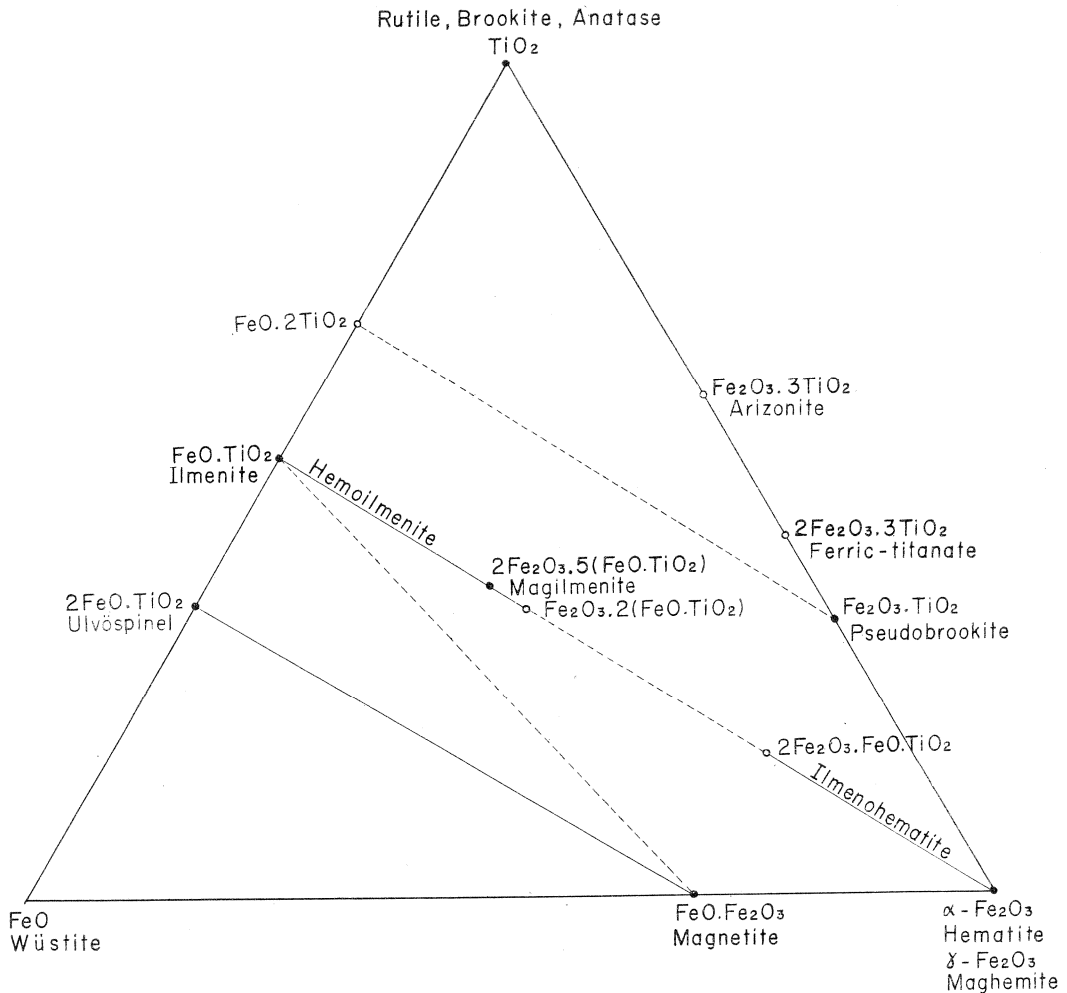 Rutile, Brookite, Anatase
TiO₂
FeO.2TiO₂
Fe₂O₃.3TiO₂
Arizonite
FeO.TiO₂
Ilmenite
Hemoilmenite
2Fe₂O₃.3TiO₂
Ferric-titanate
2Fe₂O₃.5(FeO.TiO₂)
Magilmenite
Fe₂O₃.2(FeO.TiO₂)
2FeO.TiO₂
Ulvöspinel
Fe₂O₃.TiO₂
Pseudobrookite
2Fe₂O₃.FeO.TiO₂
Ilmenohematite
FeO
Wüstite
FeO.Fe₂O₃
Magnetite
α-Fe₂O₃
Hematite
γ-Fe₂O₃
Maghemite